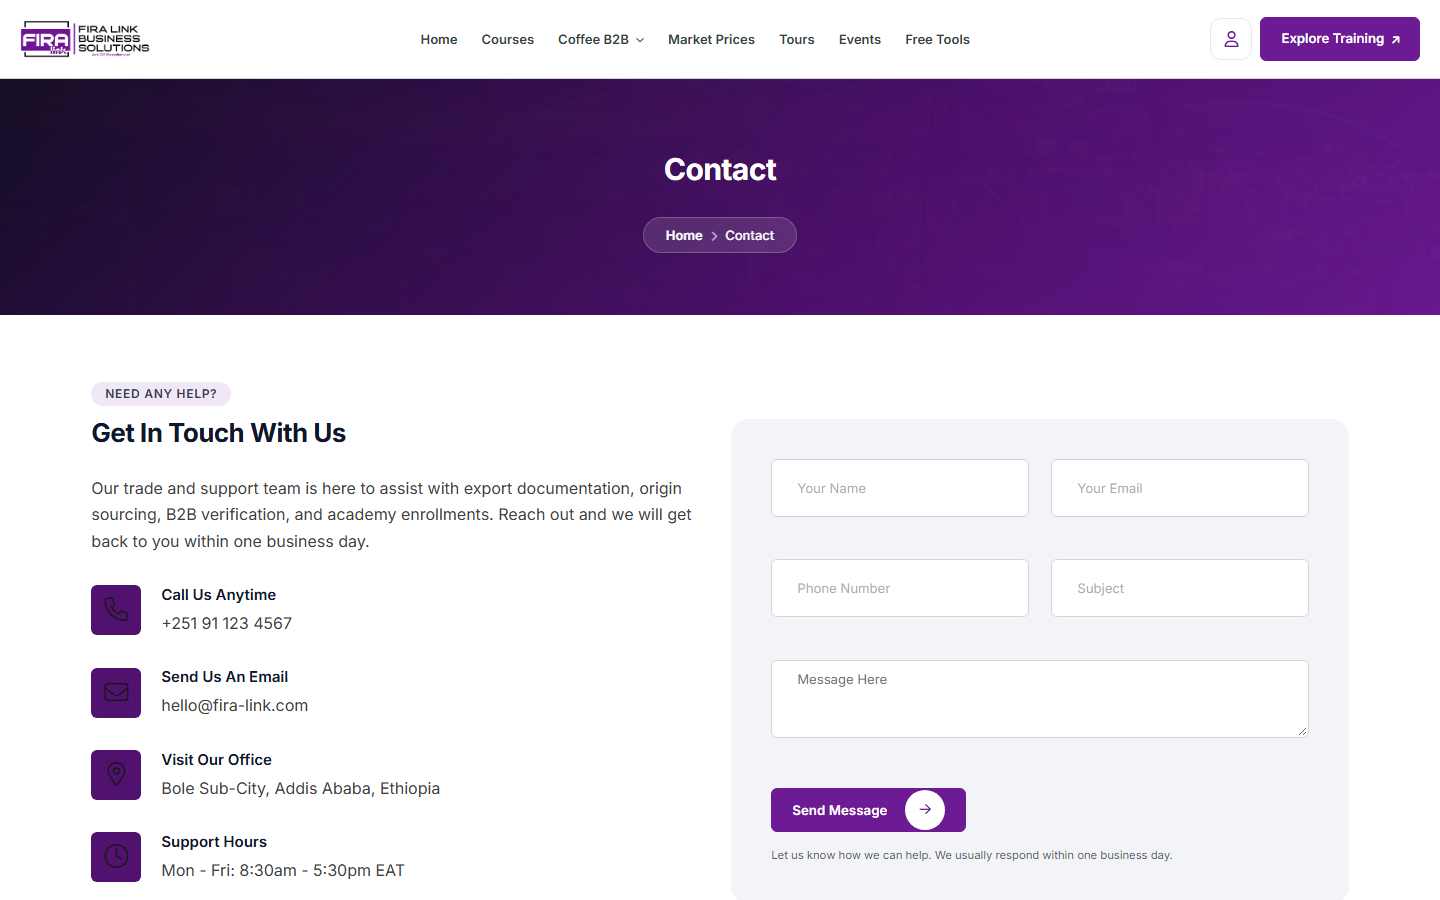 FIRA
FIRA LINK
BUSINESS
SOLUTIONS
Home
Courses
Coffee B2B
Market Prices
Tours
Events
Free Tools
Explore Training
Contact
Home
Contact
NEED ANY HELP?
Get In Touch With Us
Our trade and support team is here to assist with export documentation, origin
sourcing, B2B verification, and academy enrollments. Reach out and we will get
back to you within one business day.
Call Us Anytime
+251 91 123 4567
Send Us An Email
hello@fira-link.com
Visit Our Office
Bole Sub-City, Addis Ababa, Ethiopia
Support Hours
Mon - Fri: 8:30am - 5:30pm EAT
Your Name
Your Email
Phone Number
Subject
Message Here
Send Message
Let us know how we can help. We usually respond within one business day.